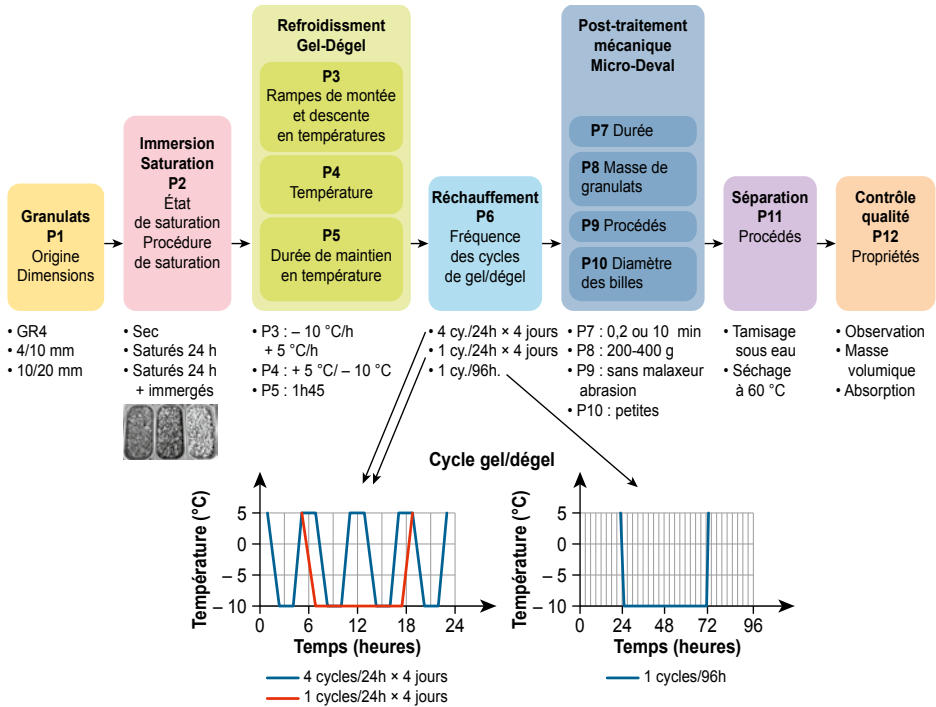 Granulats
P1
Origine
Dimensions
Immersion
Saturation
P2
État
de saturation
Procédure
de saturation
Refroidissment
Gel-Dégel
P3
Rampes de montée
et descente
en températures
P4
Température
P5
Durée de maintien
en température
Réchauffement
P6
Fréquence
des cycles
de gel/dégel
Post-traitement
mécanique
Micro-Deval
P7 Durée
P8 Masse de
granulats
P9 Procédés
P10 Diamètre
des billes
Séparation
P11
Procédés
Contrôle
qualité
P12
Propriétés
• GR4
• 4/10 mm
• 10/20 mm
• Sec
• Saturés 24 h
• Saturés 24 h
+ immergés
• P3 : – 10 °C/h
+ 5 °C/h
• P4 : + 5 °C/ – 10 °C
• P5 : 1h45
• 4 cy./24h × 4 jours
• 1 cy./24h × 4 jours
• 1 cy./96h.
• P7 : 0,2 ou 10 min
• P8 : 200-400 g
• P9 : sans malaxeur
abrasion
• P10 : petites
• Tamisage
sous eau
• Séchage
à 60 °C
• Observation
• Masse
volumique
• Absorption
Cycle gel/dégel
Température (°C)
5
0
– 5
– 10
0 6 12 18 24
Temps (heures)
4 cycles/24h × 4 jours
1 cycles/24h × 4 jours
Température (°C)
5
0
– 5
– 10
0 24 48 72 96
Temps (heures)
1 cycles/96h